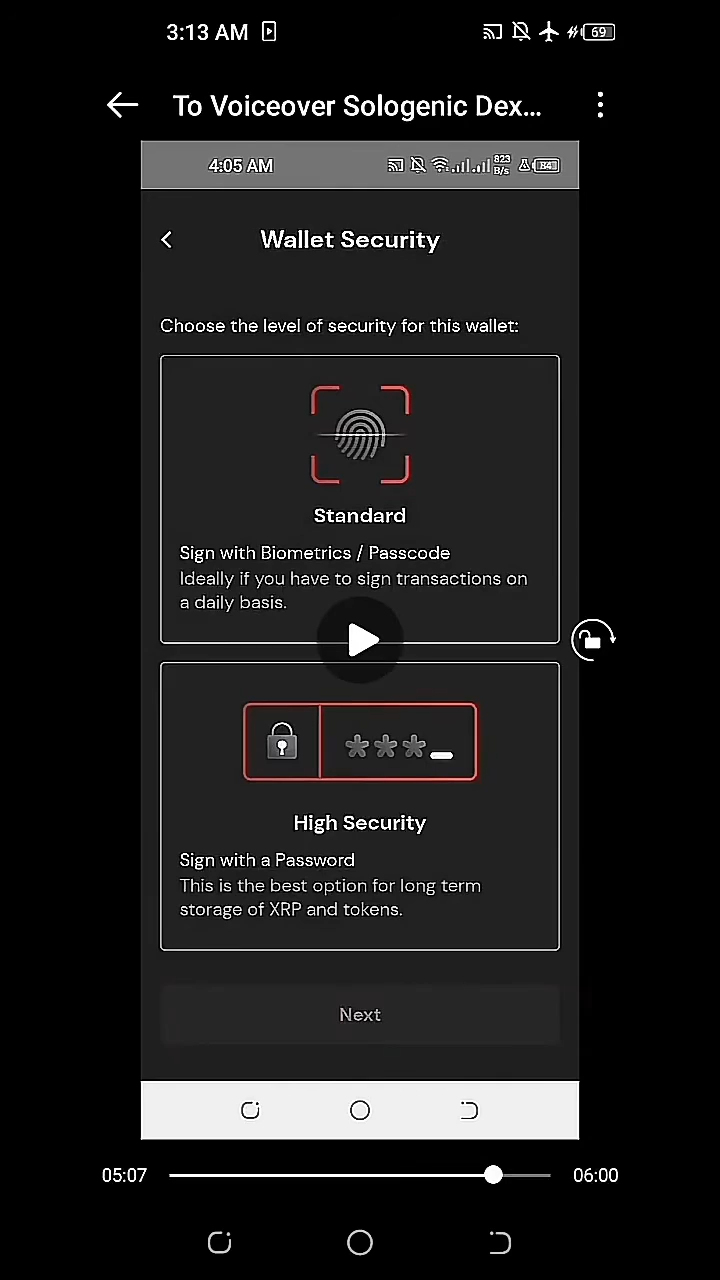 3:13 AM
69
To Voiceover Sologenic Dex...
4:05 AM
823
B/s
84
Wallet Security
Choose the level of security for this wallet:
Standard
Sign with Biometrics / Passcode
Ideally if you have to sign transactions on
a daily basis.
***
High Security
Sign with a Password
This is the best option for long term
storage of XRP and tokens.
Next
05:07
06:00